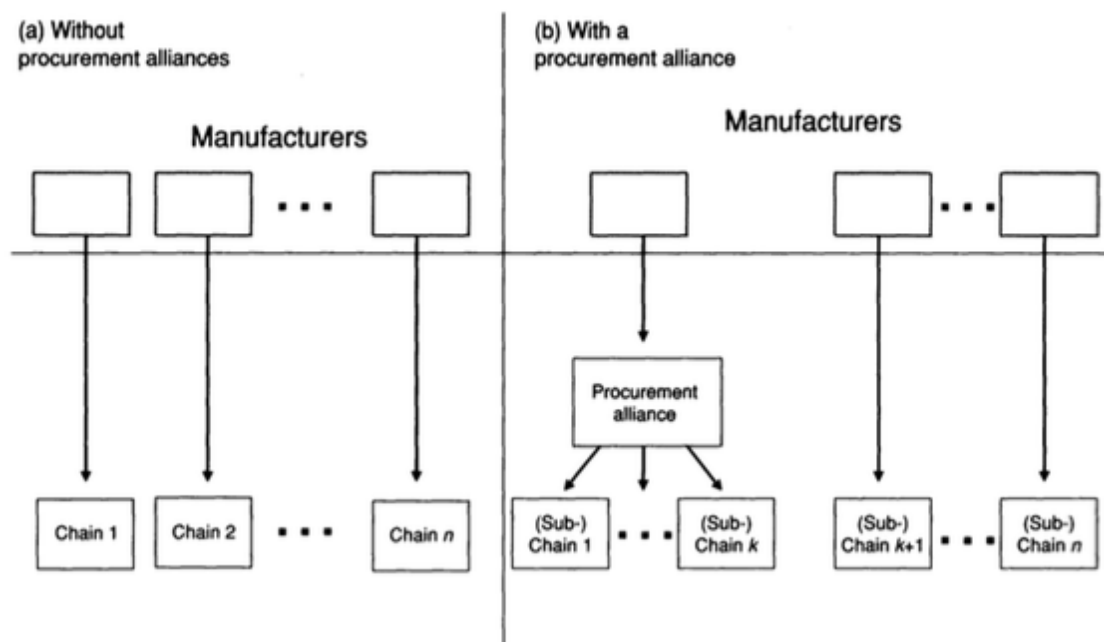 (a) Without
procurement alliances
Manufacturers
Chain 1
Chain 2
Chain n
(b) With a
procurement alliance
Manufacturers
Procurement
alliance
(Sub-)
Chain 1
(Sub-)
Chain k
(Sub-)
Chain k+1
(Sub-)
Chain n